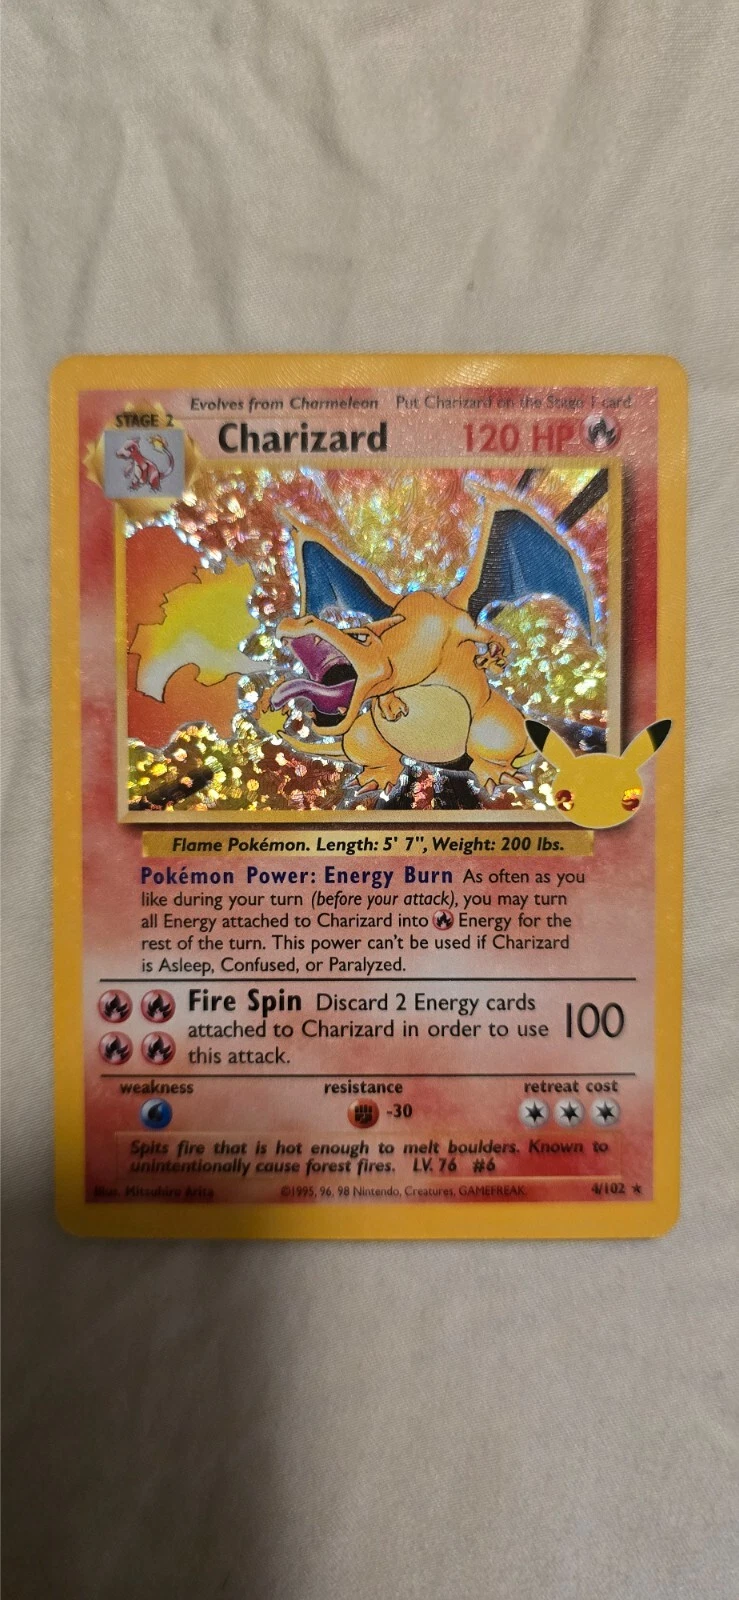 Evolves from Charmeleon Put Charizard on the Stage 1 card
STAGE 2
Charizard 120 HP
Flame Pokémon. Length: 5' 7", Weight: 200 lbs.
Pokémon Power: Energy Burn As often as you
like during your turn (before your attack), you may turn
all Energy attached to Charizard into Energy for the
rest of the turn. This power can't be used if Charizard
is Asleep, Confused, or Paralyzed.
Fire Spin Discard 2 Energy cards
attached to Charizard in order to use 100
this attack.
weakness resistance retreat cost
-30
Spits fire that is hot enough to melt boulders. Known to
unintentionally cause forest fires. LV. 76 #6
Illus. Mitsuhiro Arita ©1995, 96, 98 Nintendo, Creatures, GAMEFREAK. 4/102 ★